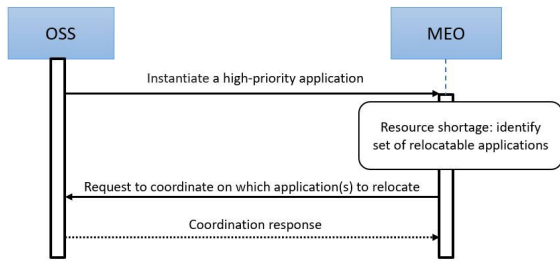 OSS
MEO
Instantiate a high-priority application
Resource shortage: identify
set of relocatable applications
Request to coordinate on which application(s) to relocate
Coordination response